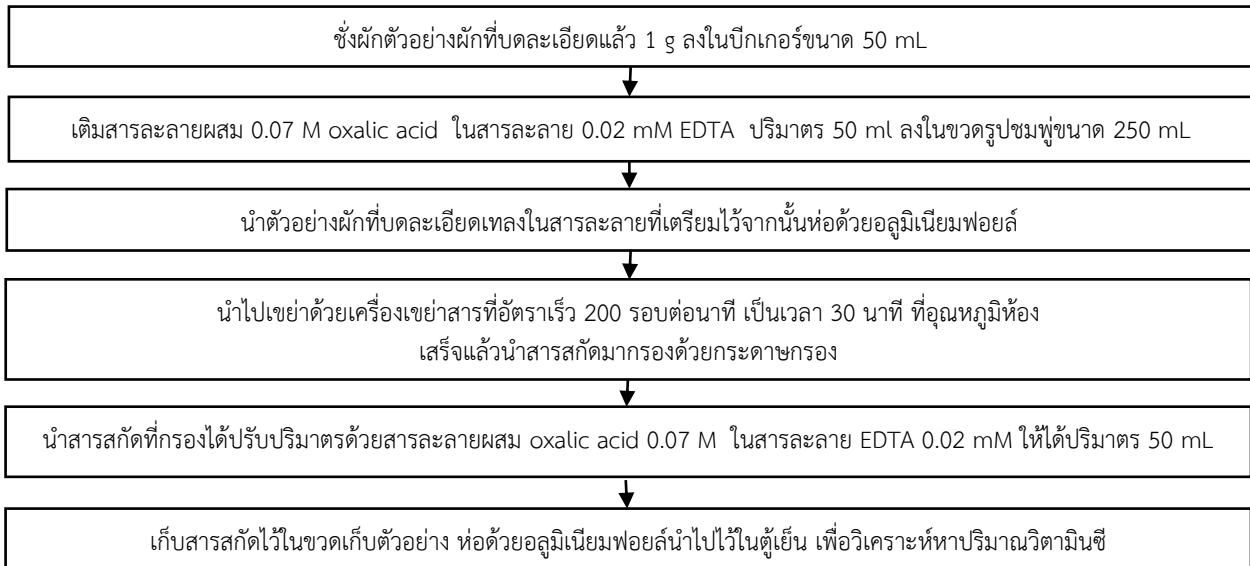 ชั่งผักตัวอย่างผักที่บดละเอียดแล้ว 1 g ลงในบีกเกอร์ขนาด 50 mL
เติมสารละลายผสม 0.07 M oxalic acid ในสารละลาย 0.02 mM EDTA ปริมาตร 50 ml ลงในขวดรูปชมพู่ขนาด 250 mL
นำตัวอย่างผักที่บดละเอียดเทลงในสารละลายที่เตรียมไว้จากนั้นห่อด้วยอลูมิเนียมฟอยล์
นำไปเขย่าด้วยเครื่องเขย่าสารที่อัตราเร็ว 200 รอบต่อนาที เป็นเวลา 30 นาที ที่อุณหภูมิห้อง
เสร็จแล้วนำสารสกัดมากรองด้วยกระดาษกรอง
นำสารสกัดที่กรองได้ปรับปริมาตรด้วยสารละลายผสม oxalic acid 0.07 M ในสารละลาย EDTA 0.02 mM ให้ได้ปริมาตร 50 mL
เก็บสารสกัดไว้ในขวดเก็บตัวอย่าง ห่อด้วยอลูมิเนียมฟอยล์นำไปไว้ในตู้เย็น เพื่อวิเคราะห์หาปริมาณวิตามินซี